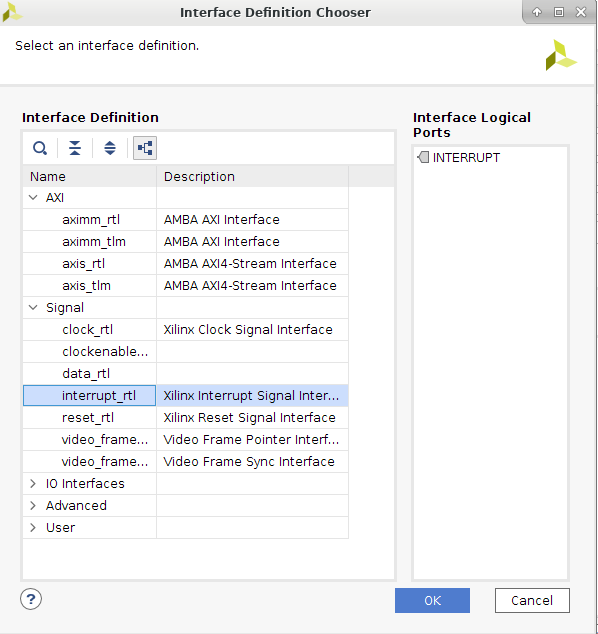 Interface Definition Chooser
Select an interface definition.
Interface Definition
Interface Logical
Ports
Name Description
INTERRUPT
AXI
aximm_rtl AMBA AXI Interface
aximm_tlm AMBA AXI Interface
axis_rtl AMBA AXI4-Stream Interface
axis_tlm AMBA AXI4-Stream Interface
Signal
clock_rtl Xilinx Clock Signal Interface
clockenable...
data_rtl
interrupt_rtl Xilinx Interrupt Signal Inter...
reset_rtl Xilinx Reset Signal Interface
video_frame... Video Frame Pointer Interf...
video_frame... Video Frame Sync Interface
IO Interfaces
Advanced
User
? OK Cancel